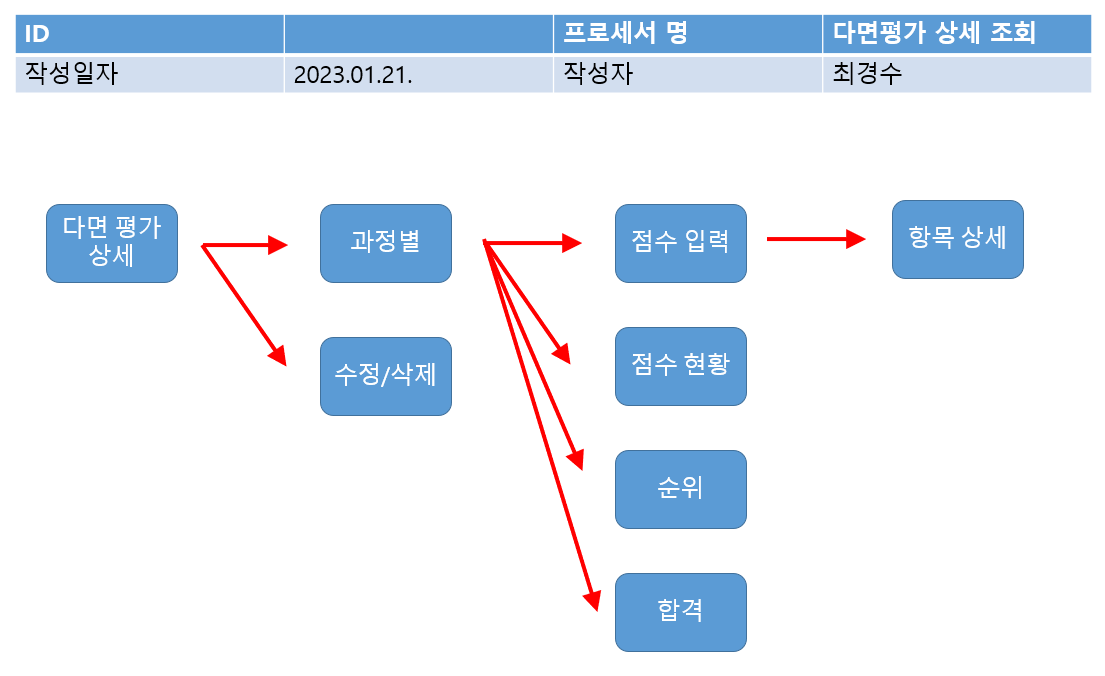 ID 프로세서 명 다면평가 상세 조회
작성일자 2023.01.21. 작성자 최경수
다면 평가
상세
과정별
점수 입력
항목 상세
수정/삭제
점수 현황
순위
합격